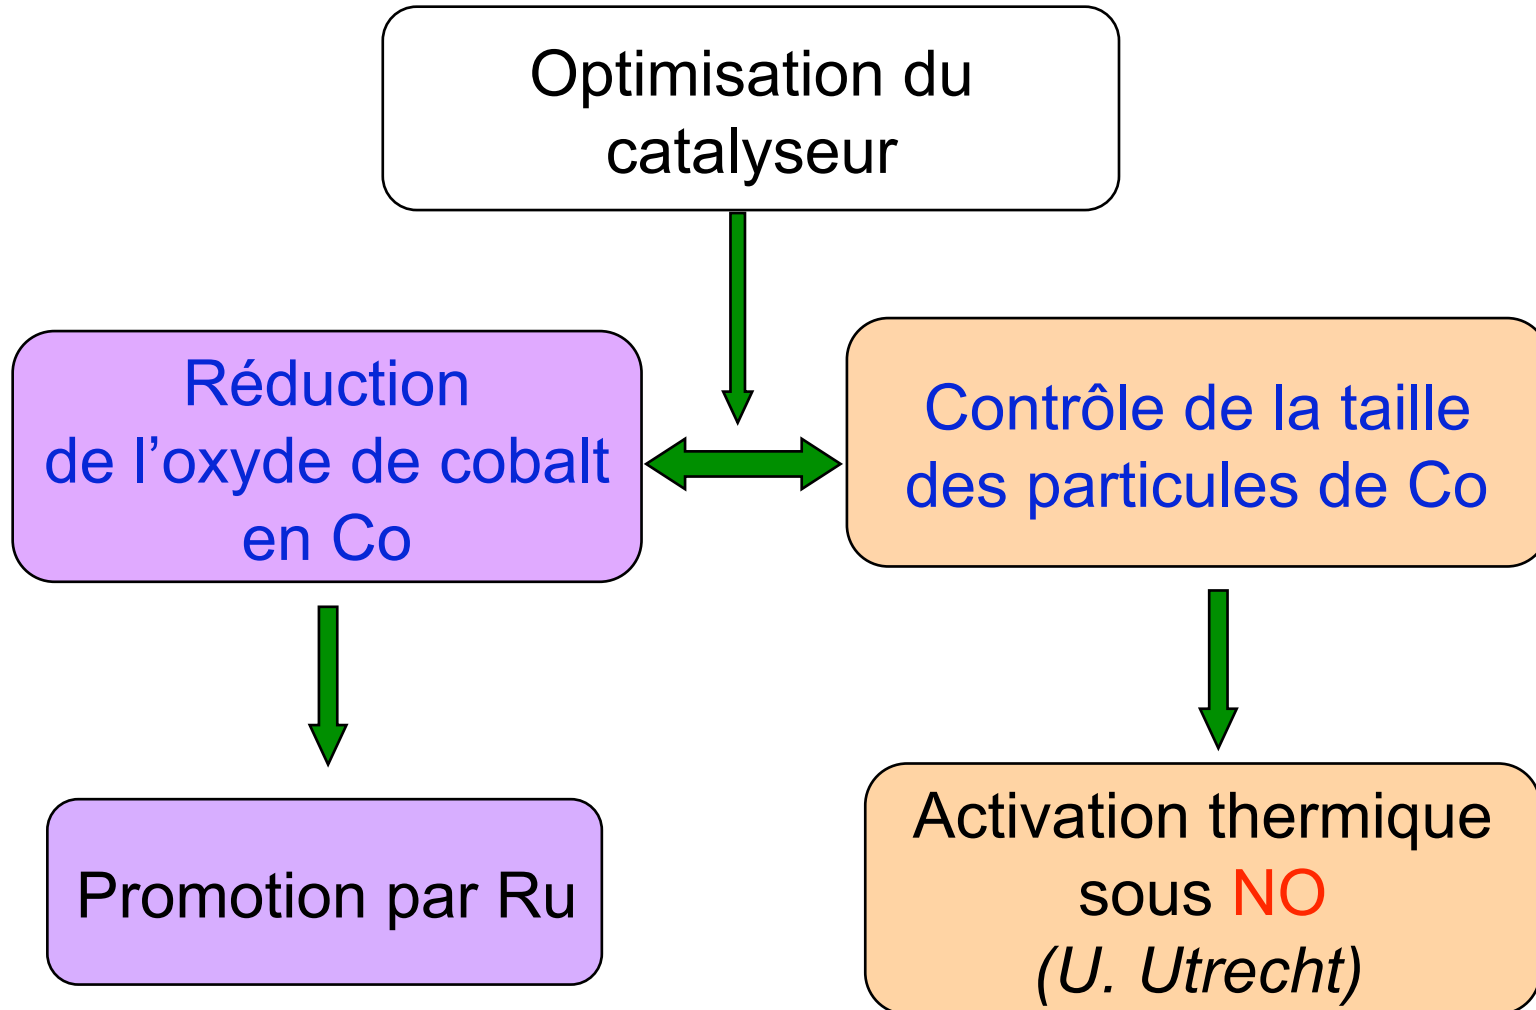 Optimisation du
catalyseur
Réduction
de l’oxyde de cobalt
en Co
Contrôle de la taille
des particules de Co
Promotion par Ru
Activation thermique
sous NO
(U. Utrecht)